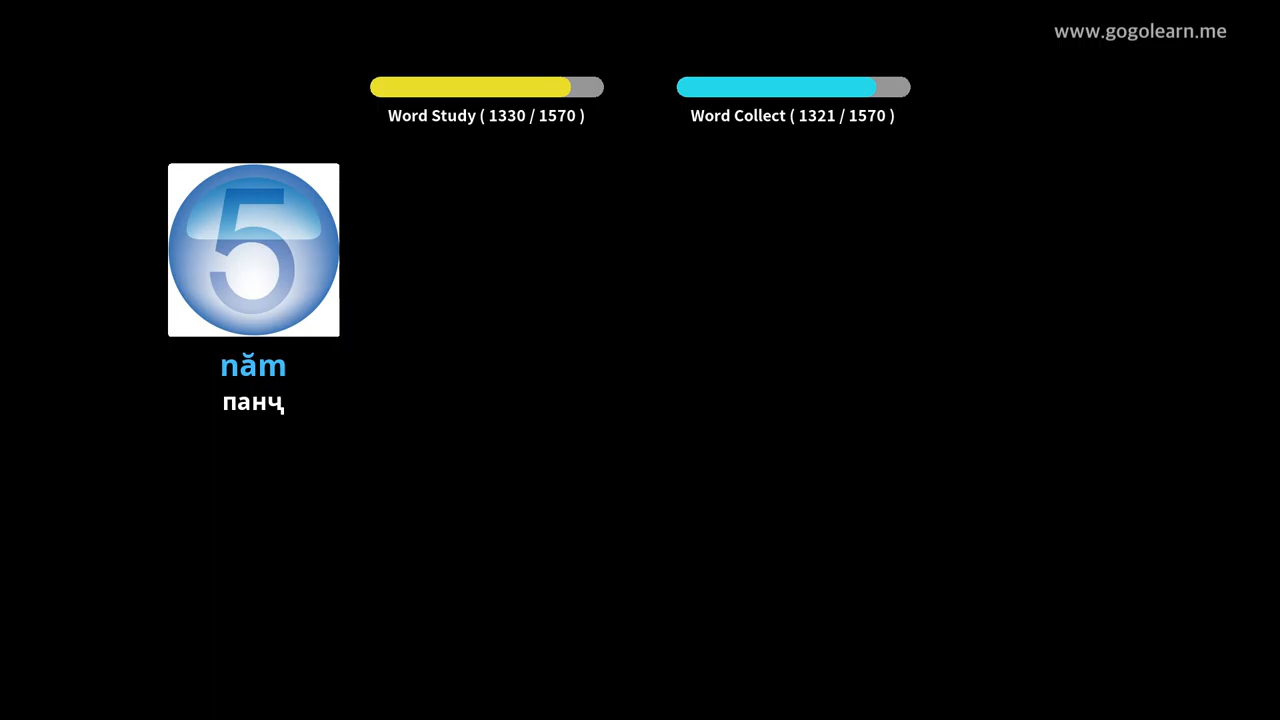 www.gogolearn.me
Word Study ( 1330 / 1570 )
Word Collect ( 1321 / 1570 )
5
năm
панҷ